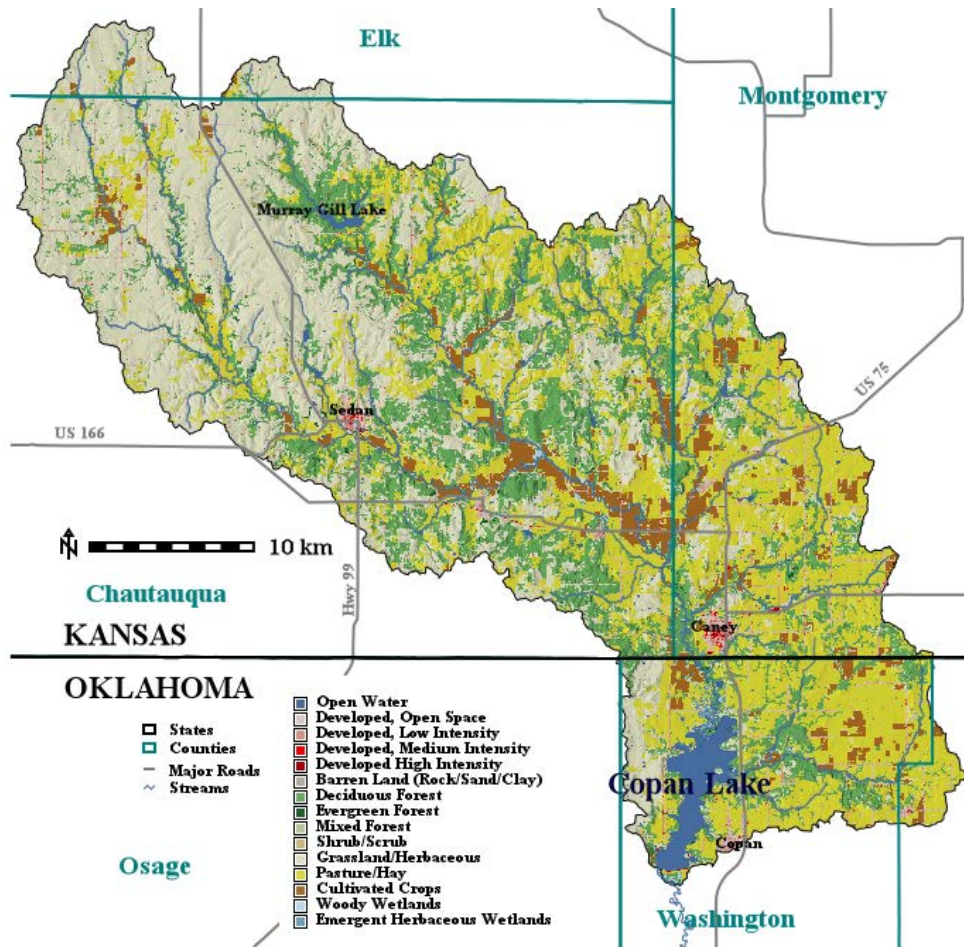 Elk
Montgomery
Murray Gill Lake
US 75
Sedan
US 166
10 km
N
Hwy 99
Chautauqua
Caney
KANSAS
OKLAHOMA
States
Counties
Major Roads
Streams
Open Water
Developed, Open Space
Developed, Low Intensity
Developed, Medium Intensity
Developed High Intensity
Barren Land (Rock/Sand/Clay)
Deciduous Forest
Evergreen Forest
Mixed Forest
Shrub/Scrub
Grassland/Herbaceous
Pasture/Hay
Cultivated Crops
Woody Wetlands
Emergent Herbaceous Wetlands
Copan Lake
Copan
Osage
Washington